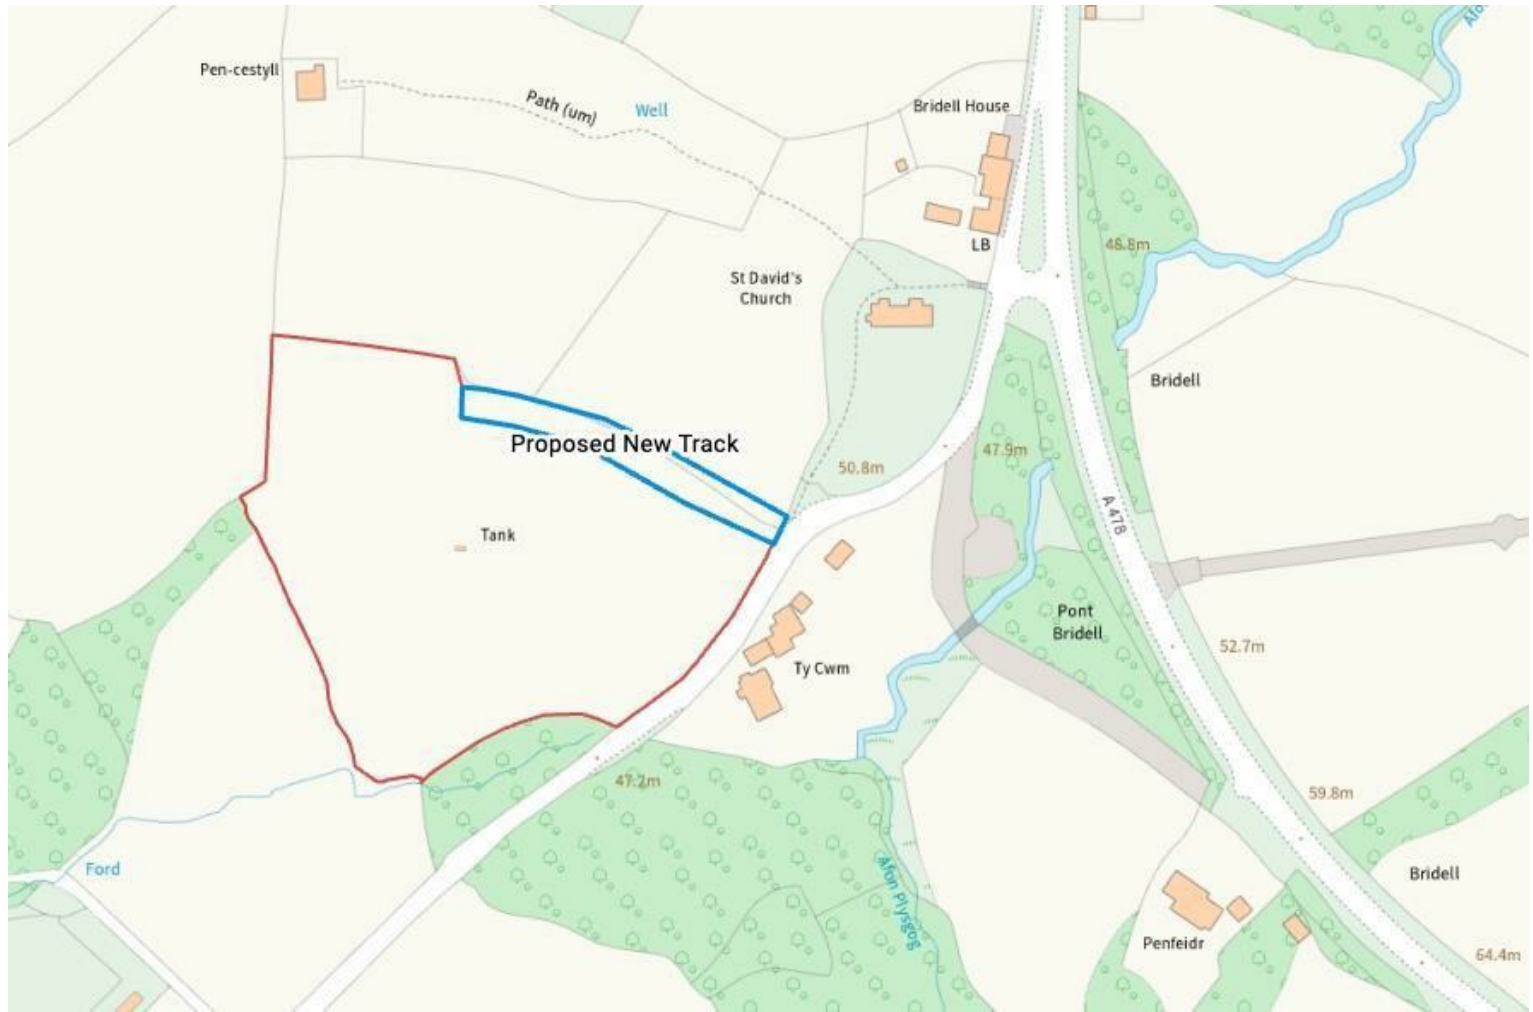 Afo
Pen-cestyll
Path (um)
Well
Bridell House
LB
48.8m
St David's
Church
Bridell
Proposed New Track
50.8m
47.9m
A 478
Tank
Pont
Bridell
52.7m
Ty Cwm
47.2m
59.8m
Ford
Afon Plysgog
Bridell
Penfeidr
64.4m